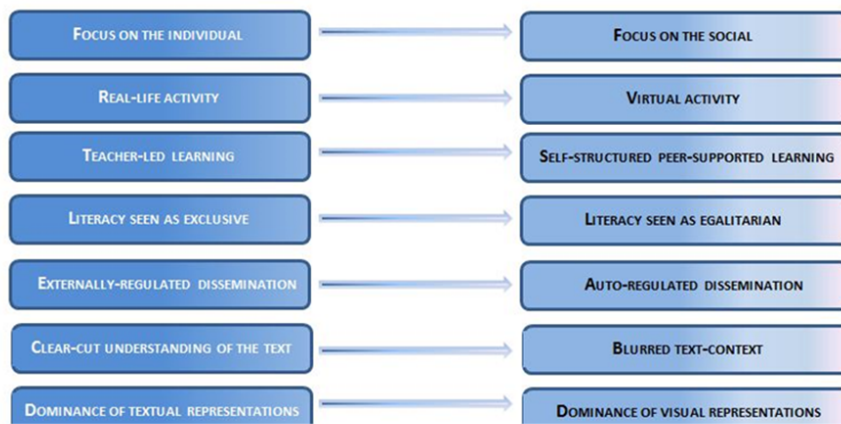 FOCUS ON THE INDIVIDUAL
FOCUS ON THE SOCIAL
REAL-LIFE ACTIVITY
VIRTUAL ACTIVITY
TEACHER-LED LEARNING
SELF-STRUCTURED PEER-SUPPORTED LEARNING
LITERACY SEEN AS EXCLUSIVE
LITERACY SEEN AS EGALITARIAN
EXTERNALLY-REGULATED DISSEMINATION
AUTO-REGULATED DISSEMINATION
CLEAR-CUT UNDERSTANDING OF THE TEXT
BLURRED TEXT-CONTEXT
DOMINANCE OF TEXTUAL REPRESENTATIONS
DOMINANCE OF VISUAL REPRESENTATIONS